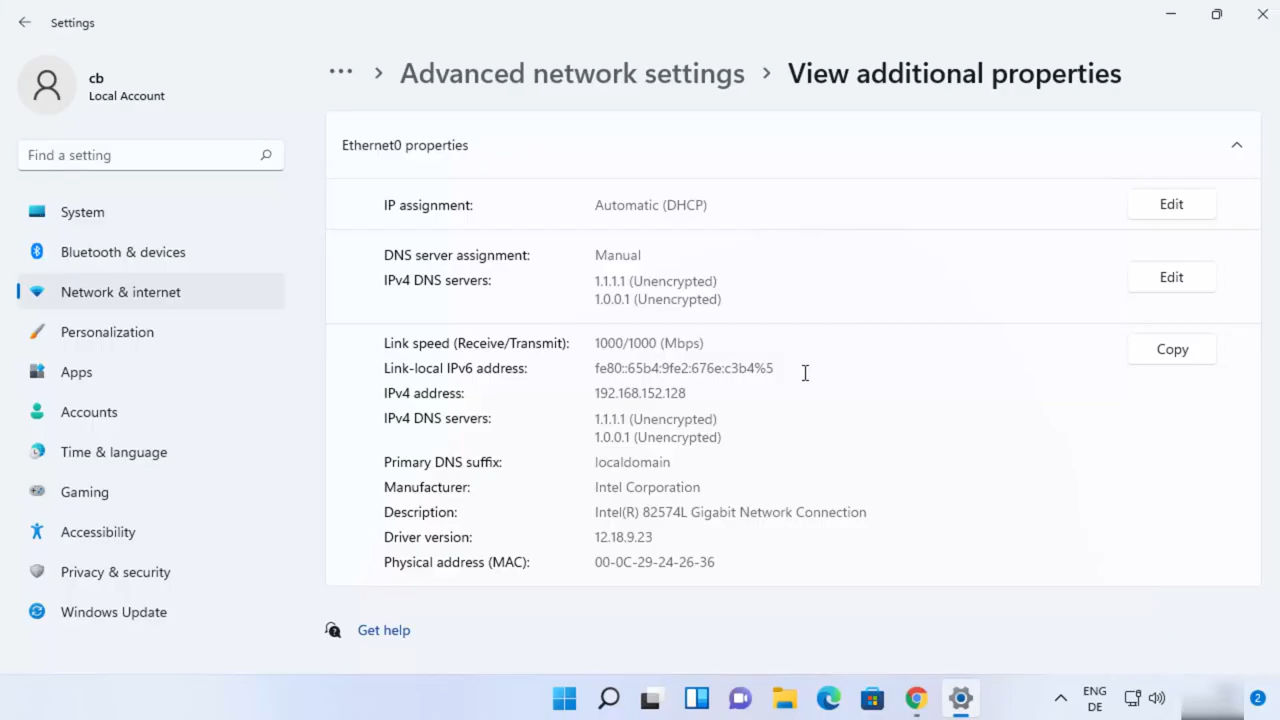 Settings
cb
Local Account
Find a setting
System
Bluetooth & devices
Network & internet
Personalization
Apps
Accounts
Time & language
Gaming
Accessibility
Privacy & security
Windows Update
··· > Advanced network settings > View additional properties
Ethernet0 properties
IP assignment: Automatic (DHCP) Edit
DNS server assignment: Manual
IPv4 DNS servers: 1.1.1.1 (Unencrypted)
1.0.0.1 (Unencrypted)
Edit
Link speed (Receive/Transmit): 1000/1000 (Mbps)
Copy
Link-local IPv6 address: fe80::65b4:9fe2:676e:c3b4%5
IPv4 address: 192.168.152.128
IPv4 DNS servers: 1.1.1.1 (Unencrypted)
1.0.0.1 (Unencrypted)
Primary DNS suffix: localdomain
Manufacturer: Intel Corporation
Description: Intel(R) 82574L Gigabit Network Connection
Driver version: 12.18.9.23
Physical address (MAC): 00-0C-29-24-26-36
Get help
ENG
DE
2